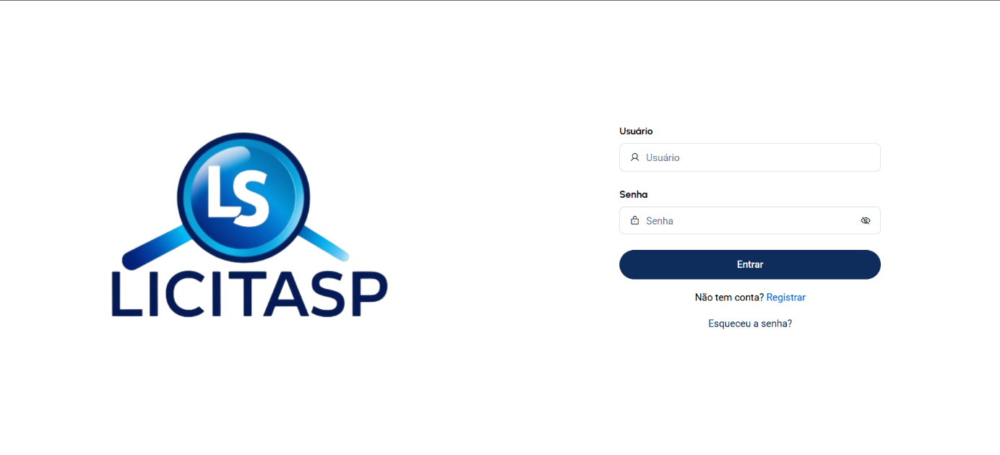 LS
LICITASP
Usuário
Usuário
Senha
Senha
Entrar
Não tem conta? Registrar
Esqueceu a senha?